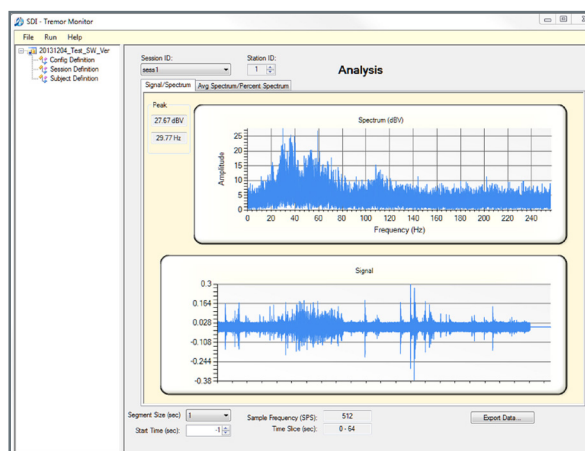 SDI - Tremor Monitor
File Run Help
20131204_Test_SW_Ver
Config Definition
Session Definition
Subject Definition
Session ID:
sess1
Station ID:
1
Analysis
Signal/Spectrum
Avg Spectrum/Percent Spectrum
Peak
27.67 dBV
29.77 Hz
Spectrum (dBV)
Amplitude
25
20
15
10
5
0
0 20 40 60 80 100 120 140 160 180 200 220 240
Frequency (Hz)
Signal
0.3
0.164
0.028
-0.108
-0.244
-0.38
Segment Size (sec) 1
Start Time (sec): -1
Sample Frequency (SPS): 512
Time Slice (sec): 0 - 64
Export Data...